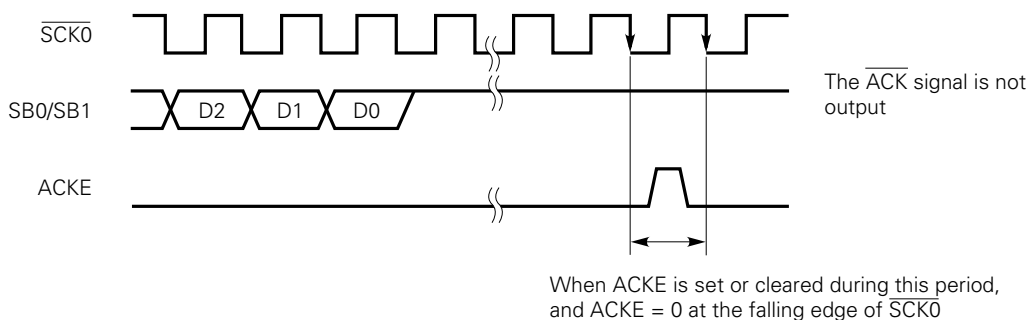 SCK0
SB0/SB1
D2
D1
D0
The ACK signal is not
output
ACKE
When ACKE is set or cleared during this period,
and ACKE = 0 at the falling edge of SCK0